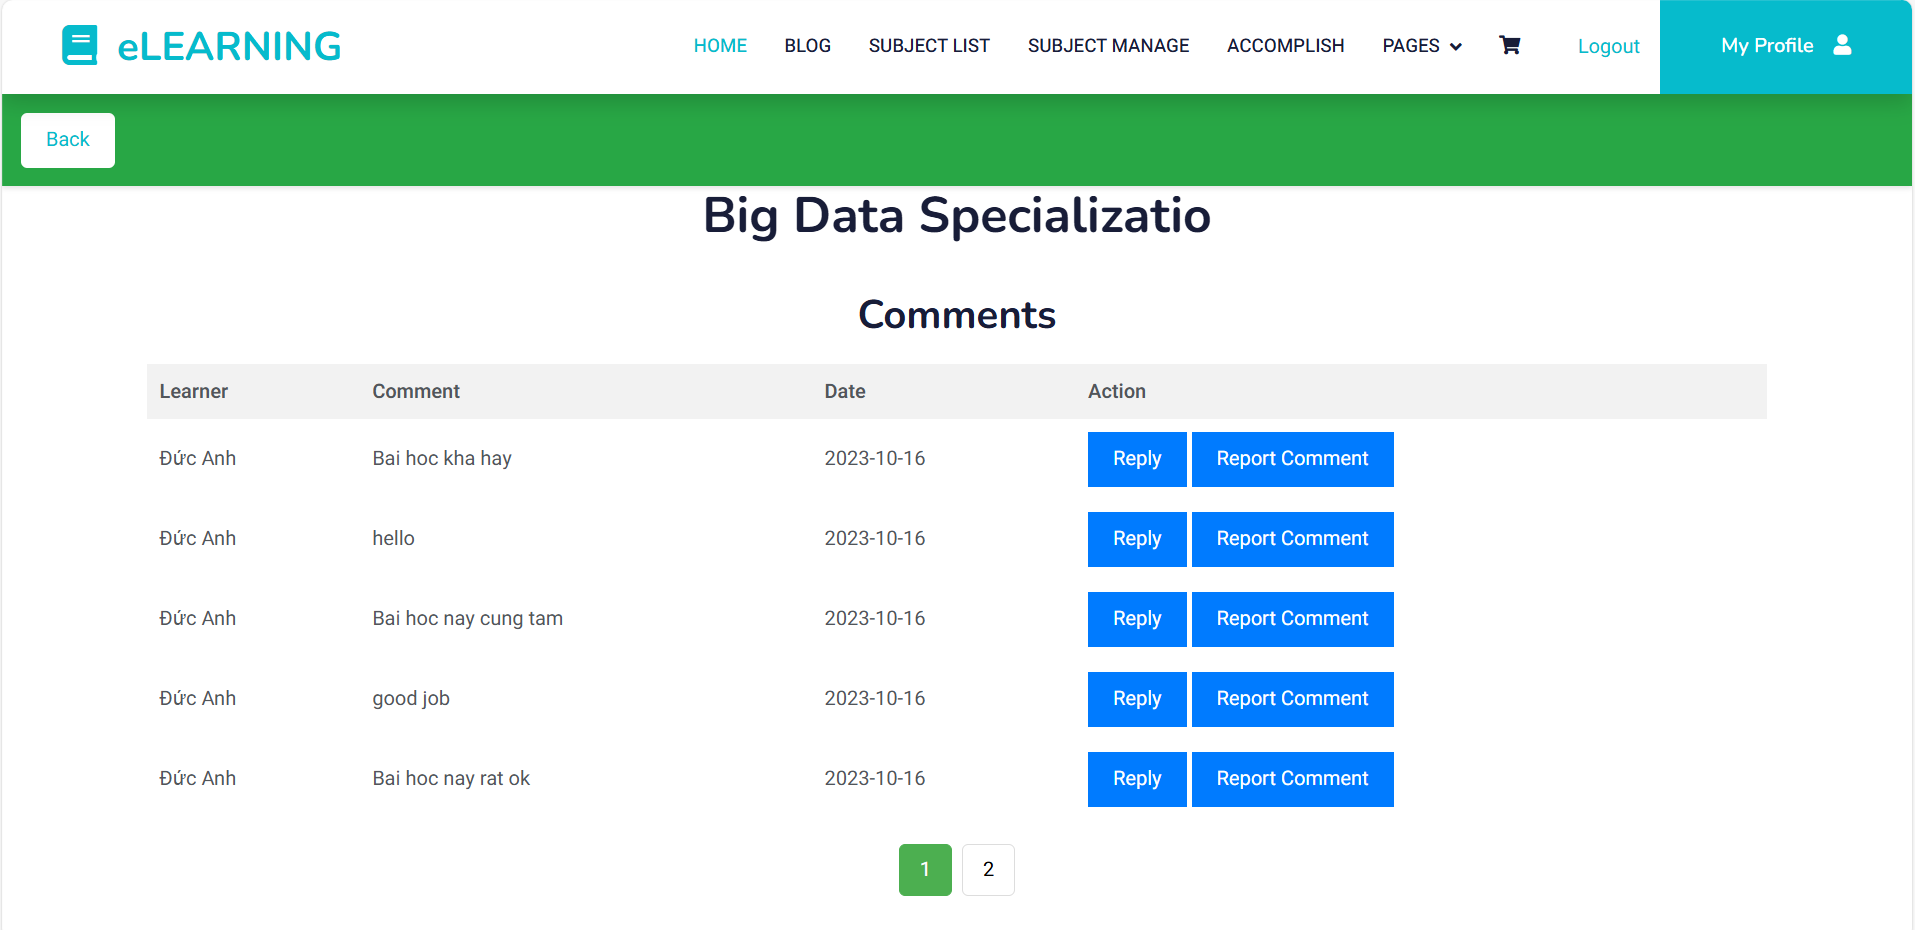 eLEARNING HOME BLOG SUBJECT LIST SUBJECT MANAGE ACCOMPLISH PAGES Logout My Profile
Back
Big Data Specializatio
Comments
Learner Comment Date Action
Đức Anh Bai hoc kha hay 2023-10-16 Reply Report Comment
Đức Anh hello 2023-10-16 Reply Report Comment
Đức Anh Bai hoc nay cung tam 2023-10-16 Reply Report Comment
Đức Anh good job 2023-10-16 Reply Report Comment
Đức Anh Bai hoc nay rat ok 2023-10-16 Reply Report Comment
1 2